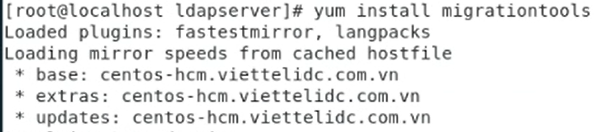 [root@localhost ldapserver]# yum install migrationtools
Loaded plugins: fastestmirror, langpacks
Loading mirror speeds from cached hostfile
 * base: centos-hcm.viettelidc.com.vn
 * extras: centos-hcm.viettelidc.com.vn
 * updates: centos-hcm.viettelidc.com.vn